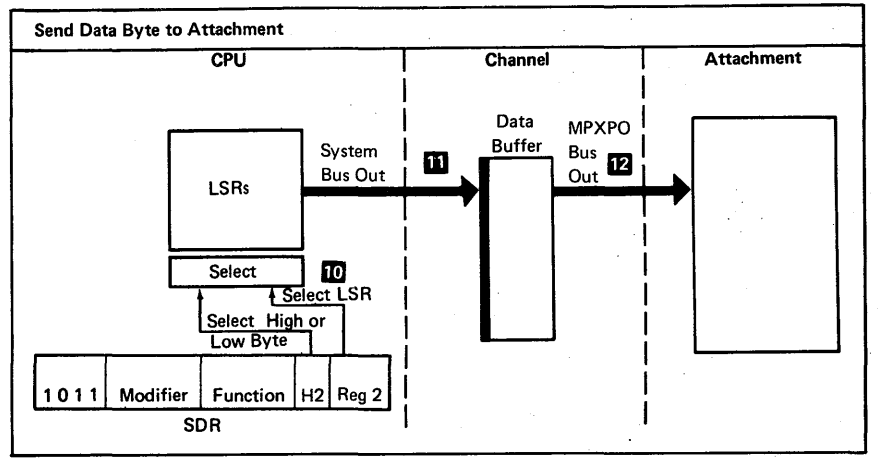 Send Data Byte to Attachment
CPU
Channel
Attachment
LSRs
System
Bus Out
11
Data
Buffer
MPXPO
Bus
Out
12
Select
10
Select LSR
Select High or
Low Byte
1 0 1 1
Modifier
Function
H2
Reg 2
SDR